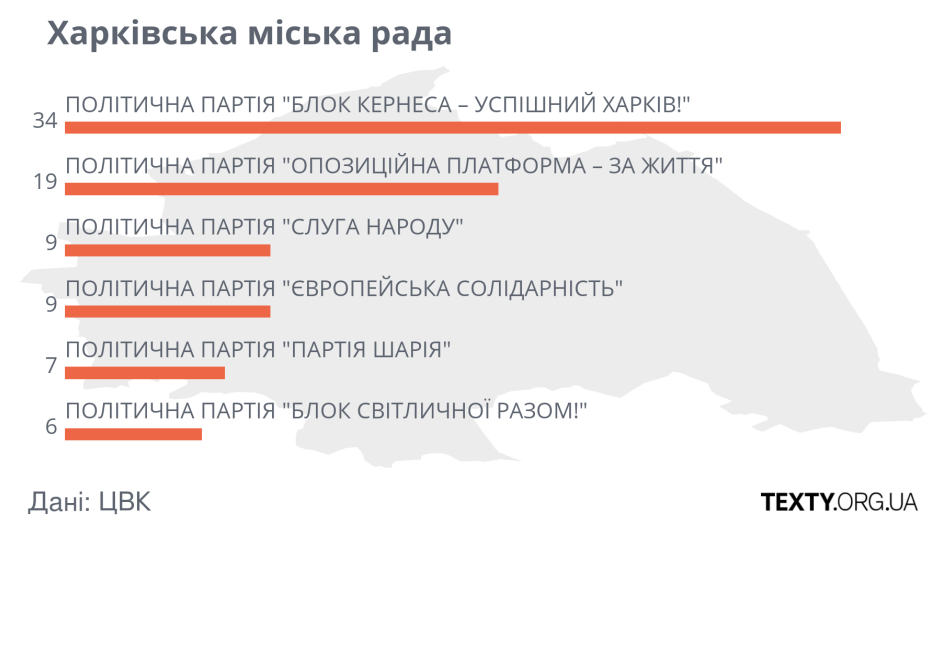 Харківська міська рада
ПОЛІТИЧНА ПАРТІЯ "БЛОК КЕРНЕСА – УСПІШНИЙ ХАРКІВ!"
34
ПОЛІТИЧНА ПАРТІЯ "ОПОЗИЦІЙНА ПЛАТФОРМА – ЗА ЖИТТЯ"
19
ПОЛІТИЧНА ПАРТІЯ "СЛУГА НАРОДУ"
9
ПОЛІТИЧНА ПАРТІЯ "ЄВРОПЕЙСЬКА СОЛІДАРНІСТЬ"
9
ПОЛІТИЧНА ПАРТІЯ "ПАРТІЯ ШАРІЯ"
7
ПОЛІТИЧНА ПАРТІЯ "БЛОК СВІТЛИЧНОЇ РАЗОМ!"
6
Дані: ЦВК
TEXTY.ORG.UA